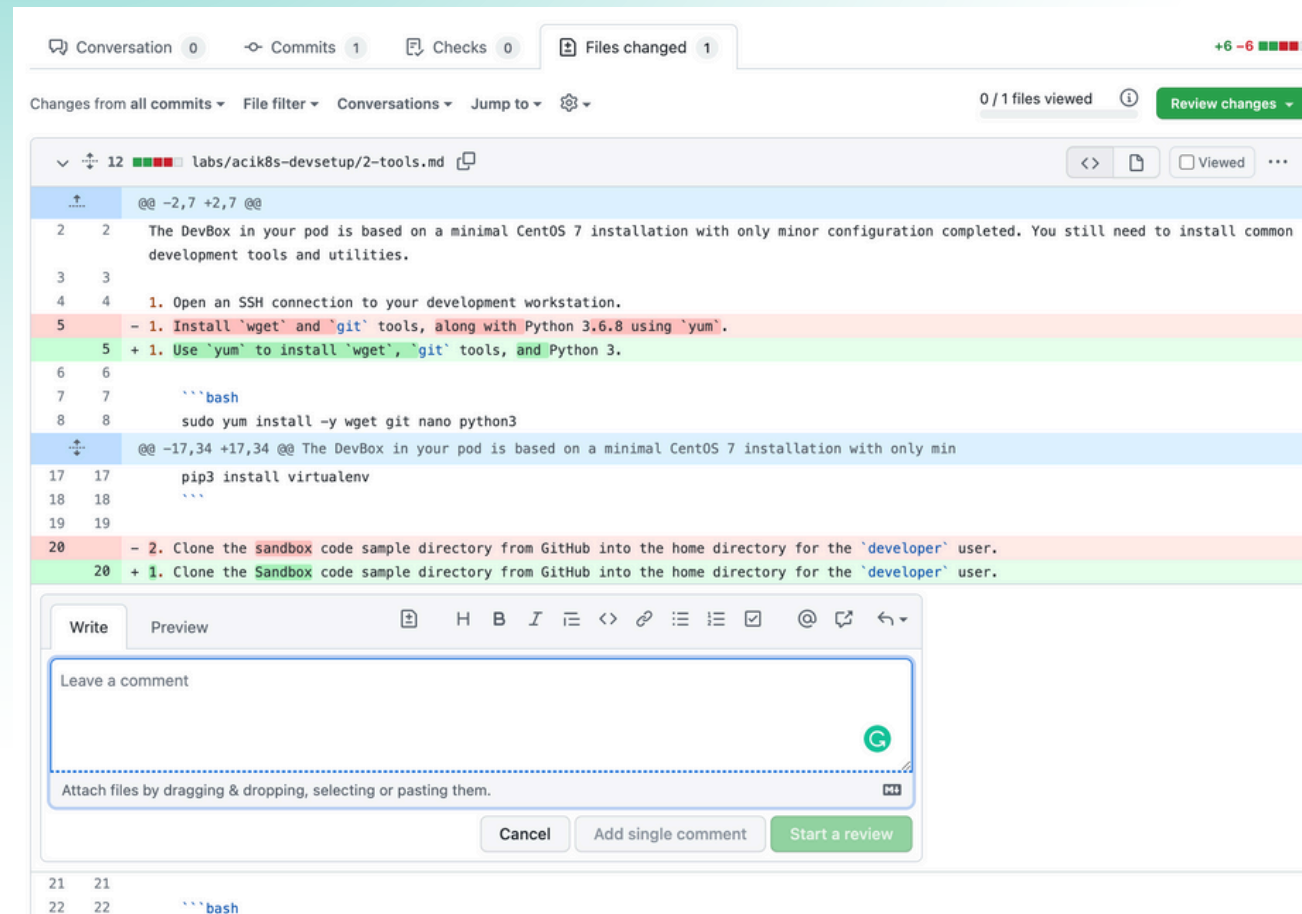 Conversation 0 Commits 1 Checks 0 Files changed 1 +6 −6
Changes from all commits File filter Conversations Jump to 0 / 1 files viewed Review changes
12 labs/acik8s-devsetup/2-tools.md <> Viewed ...
@@ -2,7 +2,7 @@
2 2 The DevBox in your pod is based on a minimal CentOS 7 installation with only minor configuration completed. You still need to install common
development tools and utilities.
3 3
4 4 1. Open an SSH connection to your development workstation.
5 - 1. Install `wget` and `git` tools, along with Python 3.6.8 using `yum`.
5 + 1. Use `yum` to install `wget`, `git` tools, and Python 3.
6 6
7 7 ```bash
8 8 sudo yum install -y wget git nano python3
@@ -17,34 +17,34 @@ The DevBox in your pod is based on a minimal CentOS 7 installation with only min
17 17 pip3 install virtualenv
18 18 ```
19 19
20 - 2. Clone the sandbox code sample directory from GitHub into the home directory for the `developer` user.
20 + 1. Clone the Sandbox code sample directory from GitHub into the home directory for the `developer` user.
Write Preview H B I <> @
Leave a comment
G
Attach files by dragging & dropping, selecting or pasting them.
Cancel Add single comment Start a review
21 21
22 22 ```bash